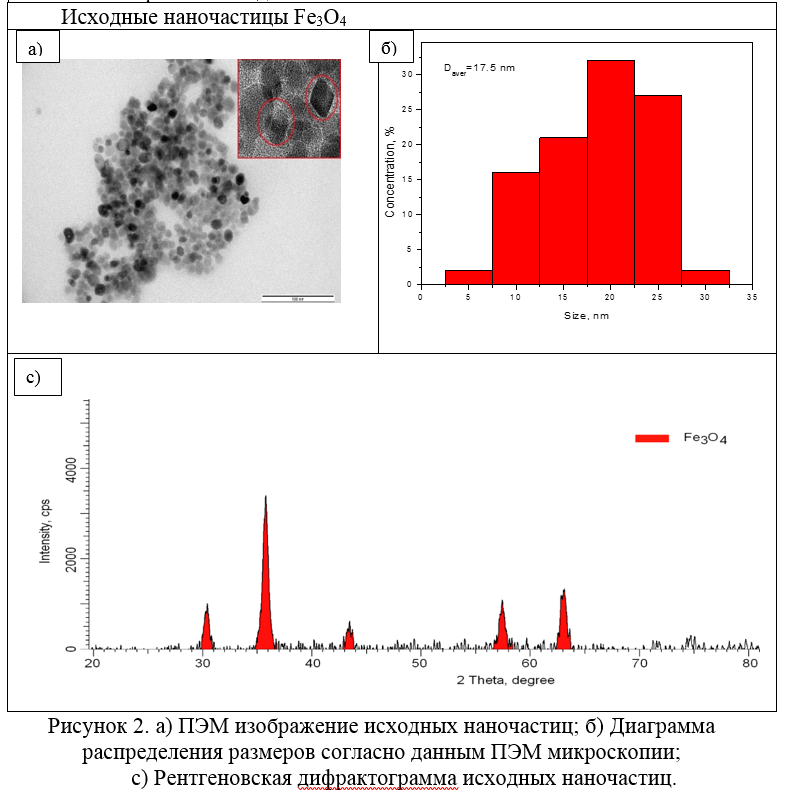 Исходные наночастицы Fe₃O₄
а)
б)
D aver=17.5 nm
Concentration, %
30
25
20
15
10
5
0
0 5 10 15 20 25 30 35
Size, nm
100 nm
с)
Fe₃O₄
Intensity, cps
4000
2000
0
20 30 40 50 60 70 80
2 Theta, degree
Рисунок 2. а) ПЭМ изображение исходных наночастиц; б) Диаграмма
распределения размеров согласно данным ПЭМ микроскопии;
с) Рентгеновская дифрактограмма исходных наночастиц.